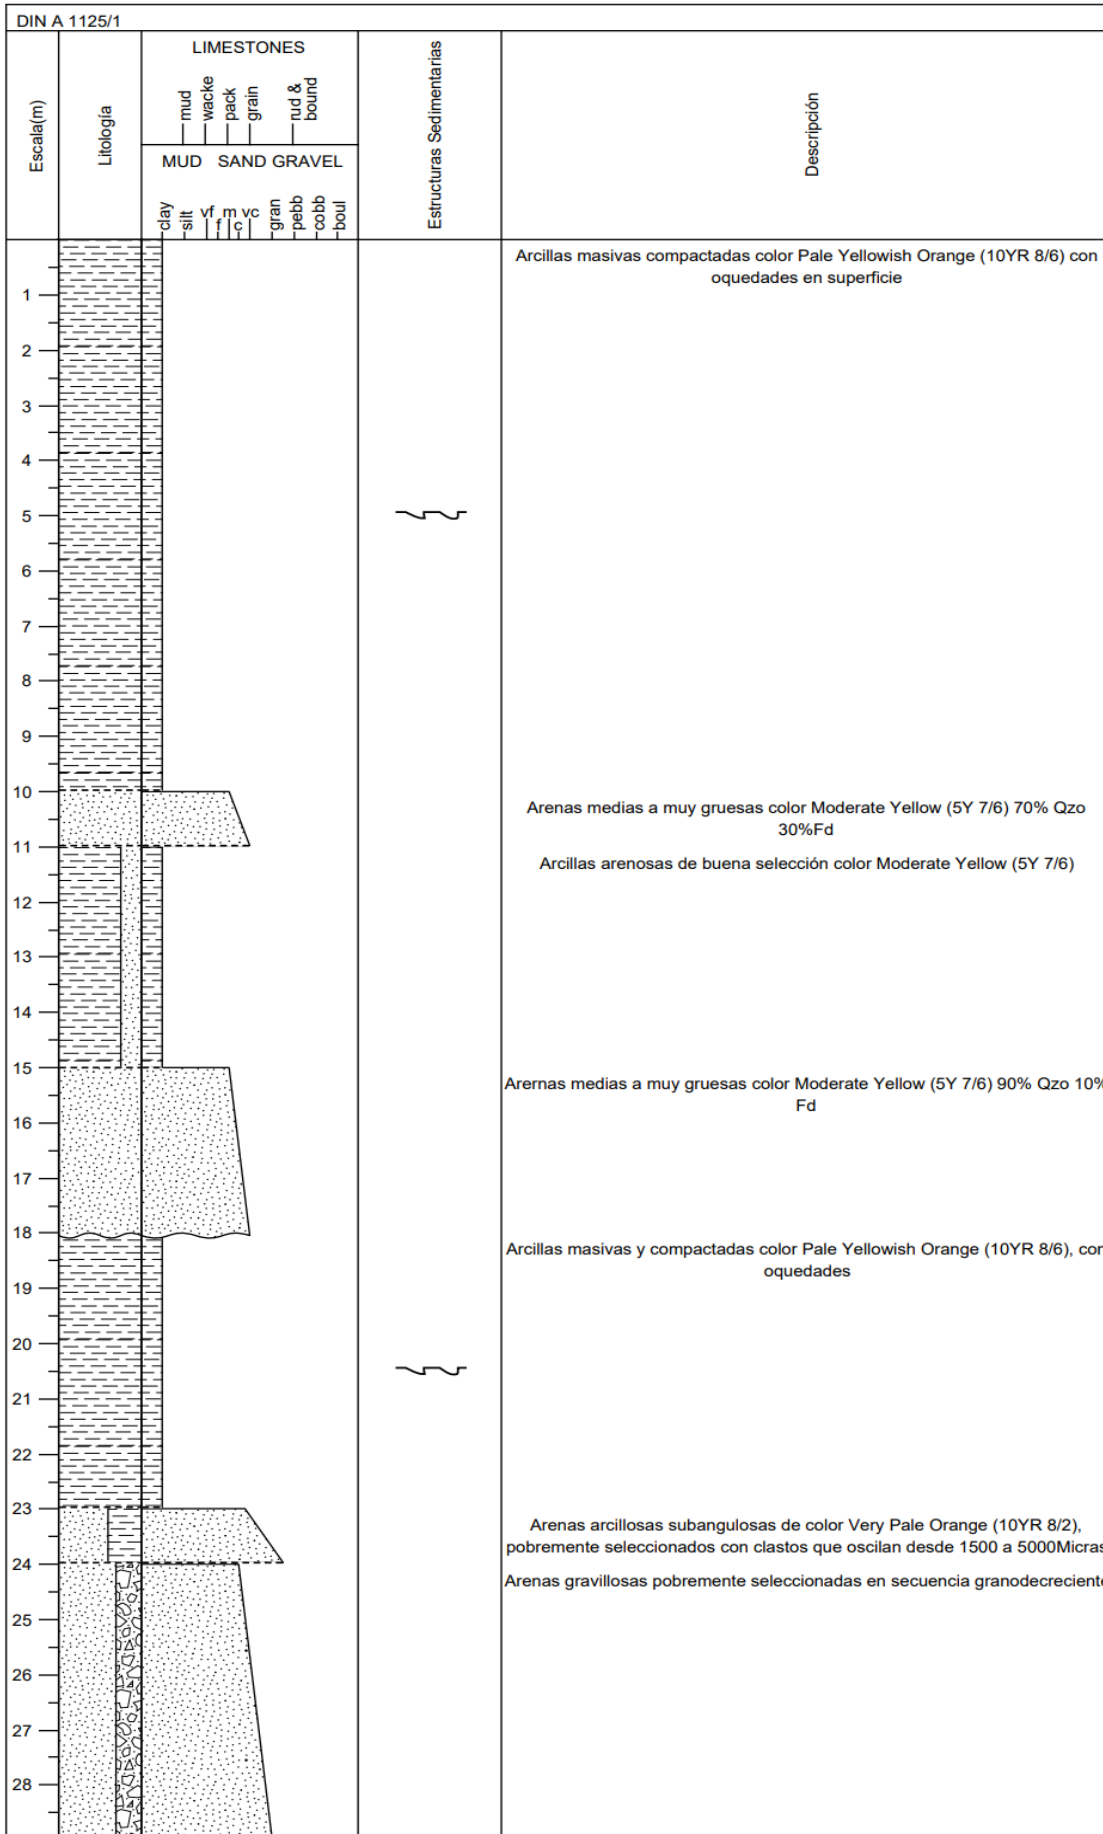 DIN A 1125/1
Escala(m)
Litología
LIMESTONES
mud
wacke
pack
grain
rud &
bound
MUD SAND GRAVEL
clay
silt
vf
f
m
c
vc
gran
pebb
cobb
boul
Estructuras Sedimentarias
Descripción
Arcillas masivas compactadas color Pale Yellowish Orange (10YR 8/6) con
oquedades en superficie
1
2
3
4
5
6
7
8
9
10
Arenas medias a muy gruesas color Moderate Yellow (5Y 7/6) 70% Qzo
30%Fd
11
Arcillas arenosas de buena selección color Moderate Yellow (5Y 7/6)
12
13
14
15
Arernas medias a muy gruesas color Moderate Yellow (5Y 7/6) 90% Qzo 10%
Fd
16
17
18
Arcillas masivas y compactadas color Pale Yellowish Orange (10YR 8/6), con
oquedades
19
20
21
22
23
Arenas arcillosas subangulosas de color Very Pale Orange (10YR 8/2),
pobremente seleccionados con clastos que oscilan desde 1500 a 5000Micras
24
Arenas gravillosas pobremente seleccionadas en secuencia granodecreciente
25
26
27
28